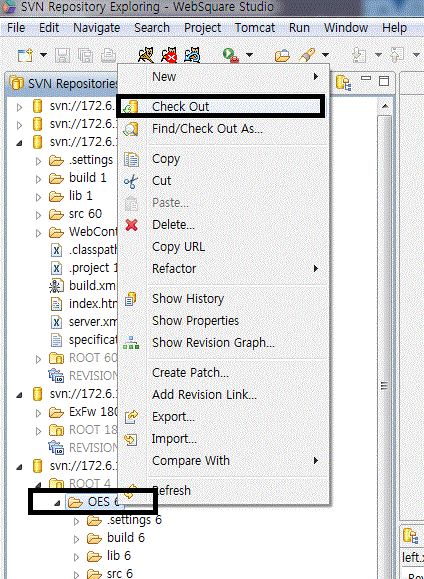 SVN Repository Exploring - WebSquare Studio
File Edit Navigate Search Project Tomcat Run Window Help
SVN Repositories
svn://172.6.
svn://172.6.
svn://172.6.
.settings
build 1
lib 1
src 60
WebCont
.classpath
.project 1
build.xm
index.htm
server.xm
specificat
ROOT 60
REVISION
svn://172.6.
ExFw 180
ROOT 18
REVISION
svn://172.6.
ROOT 4
OES 6
.settings 6
build 6
lib 6
src 6
New
Check Out
Find/Check Out As...
Copy
Cut
Paste...
Delete...
Copy URL
Refactor
Show History
Show Properties
Show Revision Graph...
Create Patch...
Add Revision Link...
Export...
Import...
Compare With
Refresh
left.x